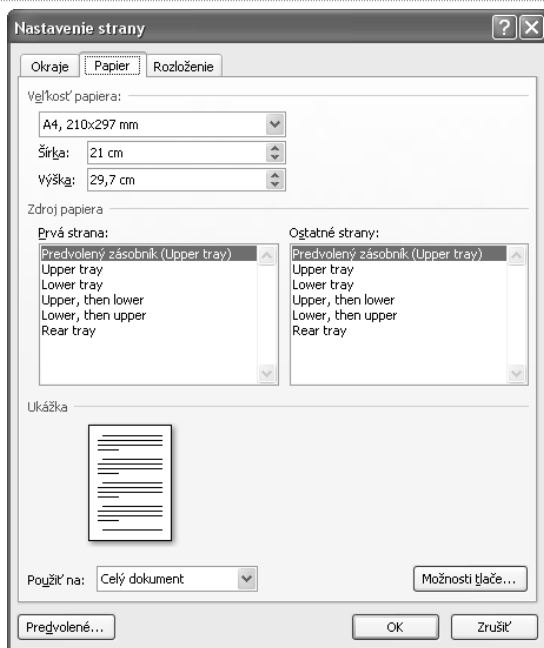 Nastavenie strany
Okraje Papier Rozloženie
Veľkosť papiera:
A4, 210x297 mm
Šírka: 21 cm
Výška: 29,7 cm
Zdroj papiera
Prvá strana:
Predvolený zásobník (Upper tray)
Upper tray
Lower tray
Upper, then lower
Lower, then upper
Rear tray
Ostatné strany:
Predvolený zásobník (Upper tray)
Upper tray
Lower tray
Upper, then lower
Lower, then upper
Rear tray
Ukážka
Použiť na: Celý dokument
Možnosti tlače...
Predvolené... OK Zrušiť